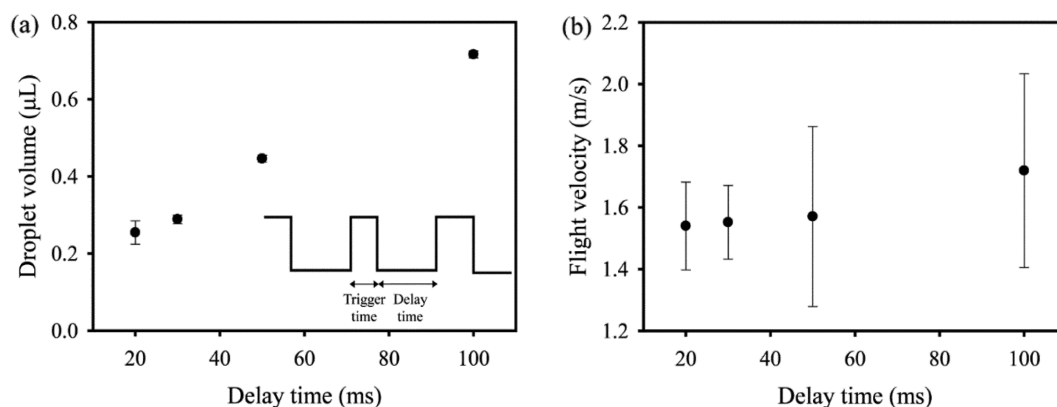 (a)
Droplet volume (μL)
0.8
0.6
0.4
0.2
0.0
Trigger
time
Delay
time
20 40 60 80 100
Delay time (ms)
(b)
Flight velocity (m/s)
2.2
2.0
1.8
1.6
1.4
1.2
20 40 60 80 100
Delay time (ms)